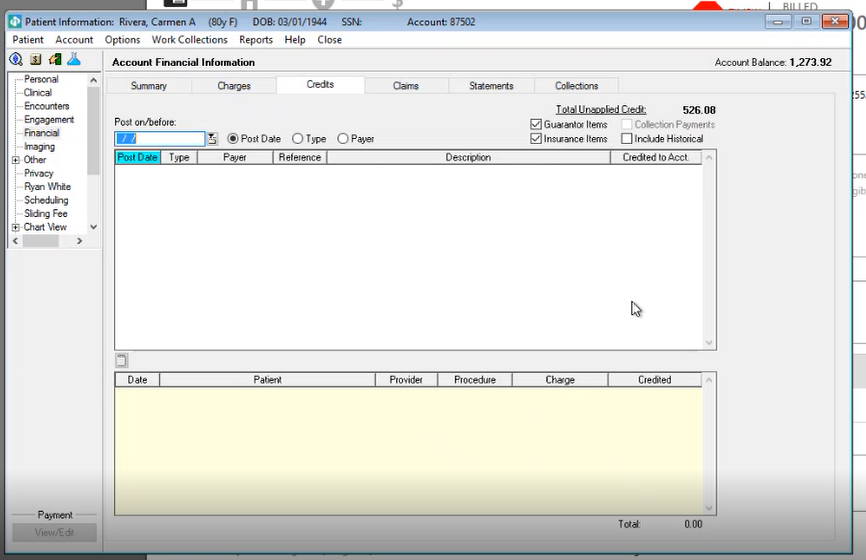 BILLED
Patient Information: Rivera, Carmen A (80y F) DOB: 03/01/1944 SSN: Account: 87502
Patient Account Options Work Collections Reports Help Close
Account Financial Information Account Balance: 1,273.92
Personal
Clinical
Encounters
Engagement
Financial
Imaging
Other
Privacy
Ryan White
Scheduling
Sliding Fee
Chart View
Summary Charges Credits Claims Statements Collections
Total Unapplied Credit: 526.08
Post on/before:
Guarantor Items Collection Payments
/ / Post Date Type Payer Insurance Items Include Historical
Post Date Type Payer Reference Description Credited to Acct.
Date Patient Provider Procedure Charge Credited
Payment
View/Edit
Total: 0.00